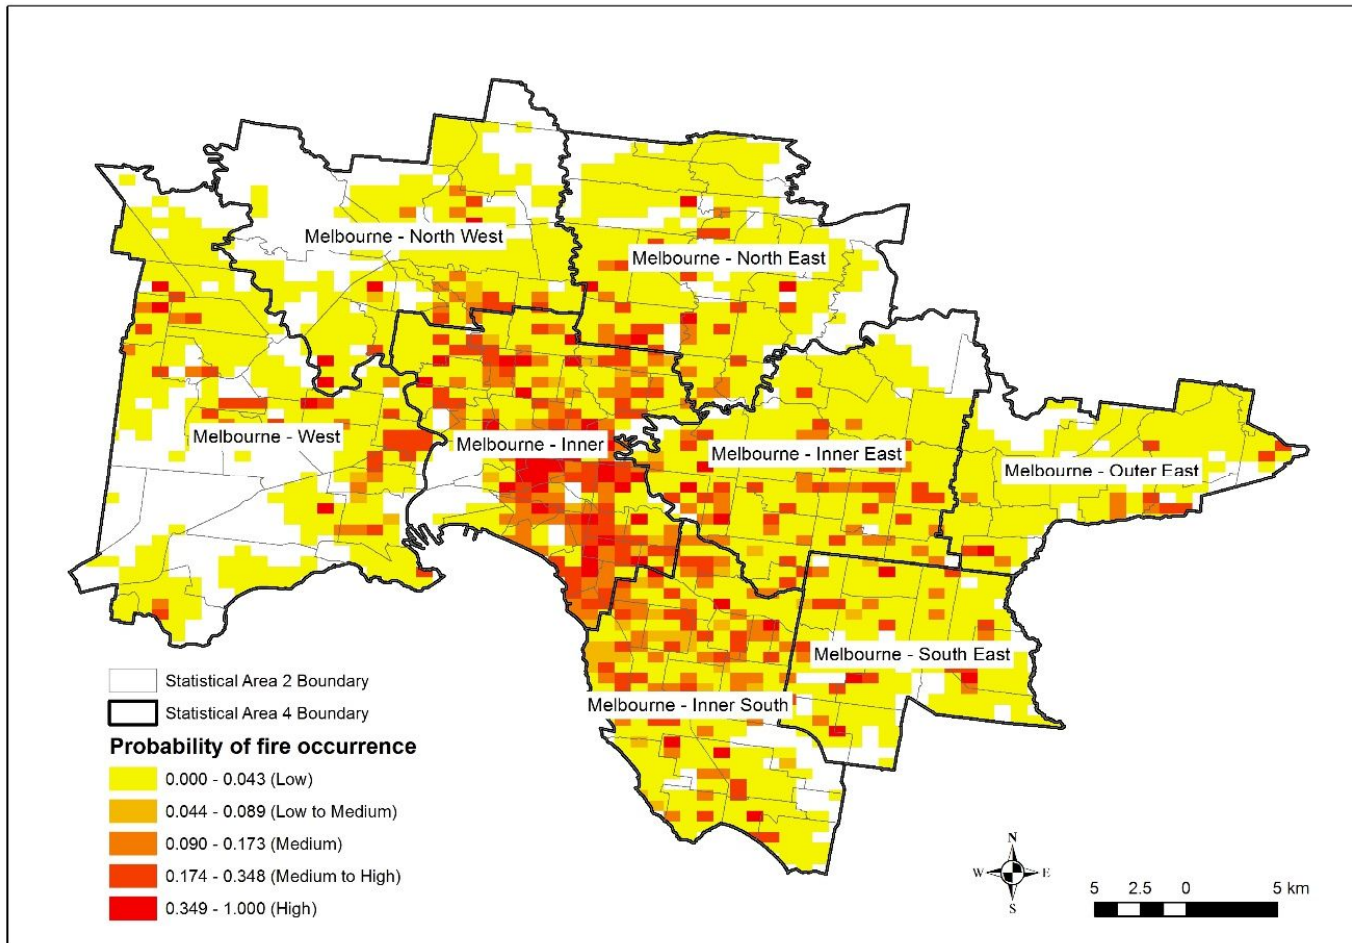 Melbourne - North West
Melbourne - North East
Melbourne - West
Melbourne - Inner
Melbourne - Inner East
Melbourne - Outer East
Melbourne - South East
Melbourne - Inner South
Statistical Area 2 Boundary
Statistical Area 4 Boundary
Probability of fire occurrence
0.000 - 0.043 (Low)
0.044 - 0.089 (Low to Medium)
0.090 - 0.173 (Medium)
0.174 - 0.348 (Medium to High)
0.349 - 1.000 (High)
N
W E
S
5 2.5 0 5 km